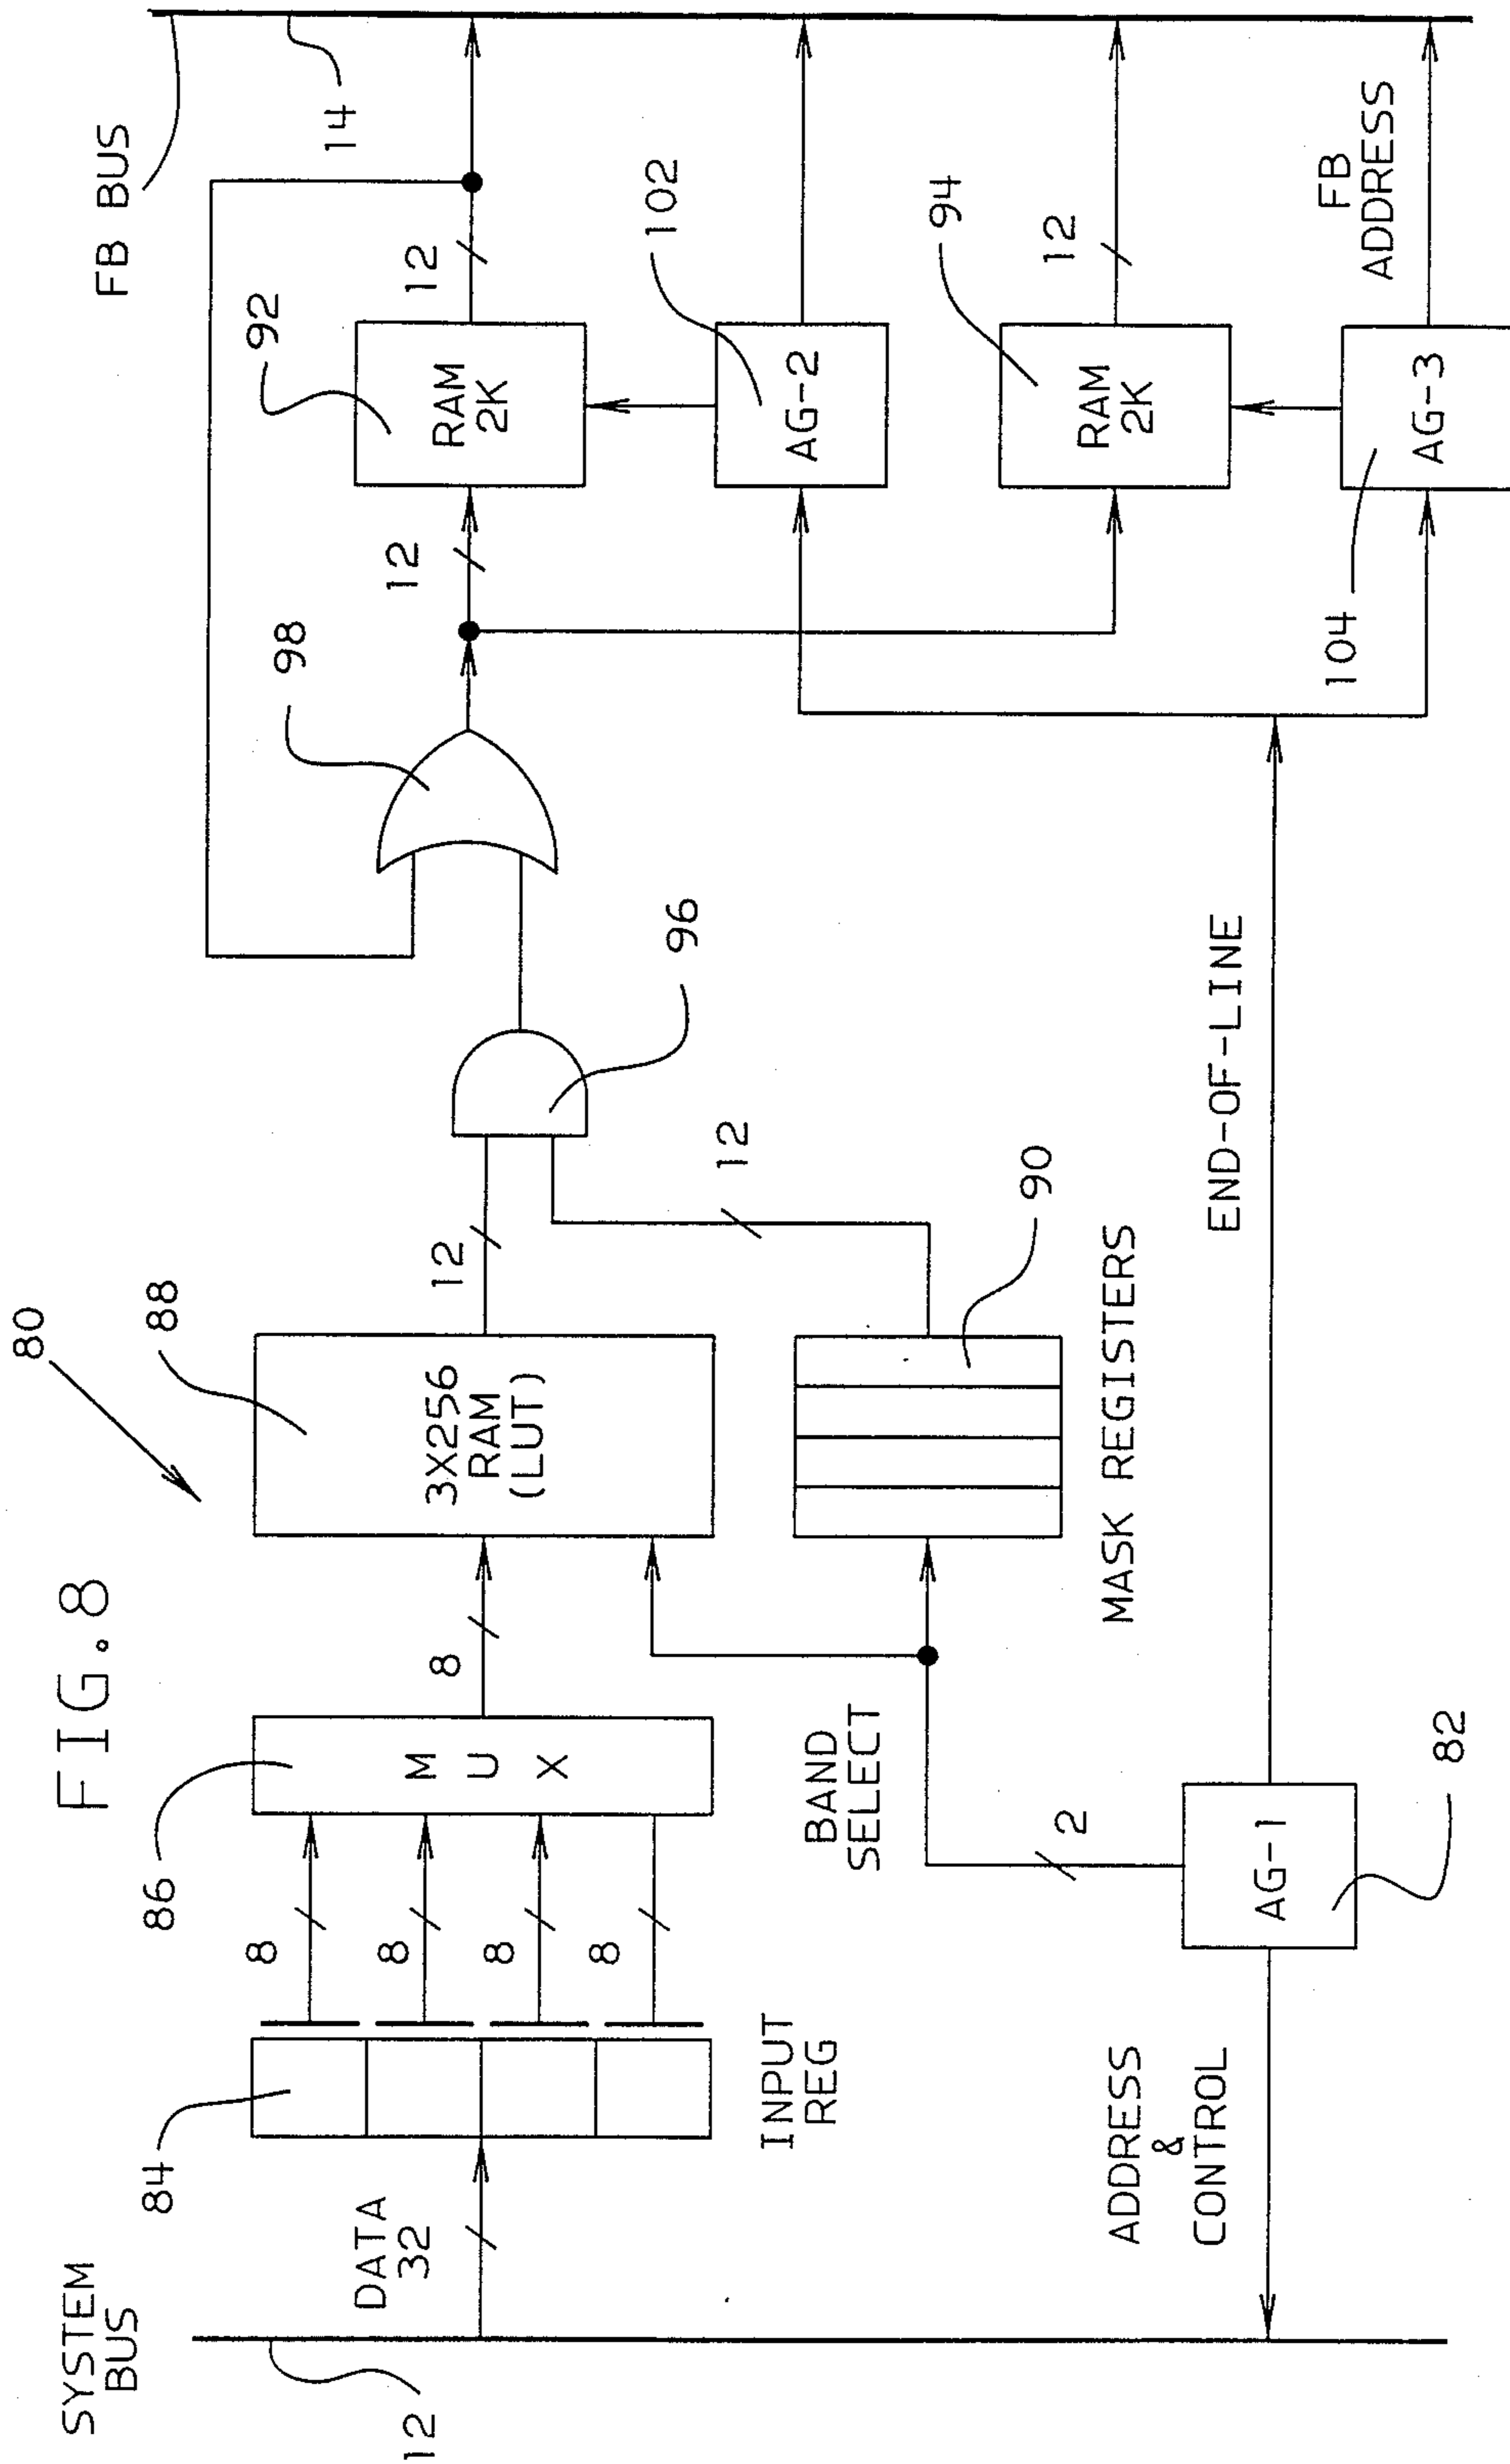 FIG.8
80
SYSTEM
BUS
12
DATA
32
84
INPUT
REG
8
8
8
8
86
M
U
X
8
88
3X256
RAM
(LUT)
12
BAND
SELECT
2
MASK REGISTERS
90
12
96
98
12
92
RAM
2K
12
FB BUS
14
102
AG-2
94
RAM
2K
12
104
AG-3
FB
ADDRESS
ADDRESS
&
CONTROL
AG-1
82
END-OF-LINE